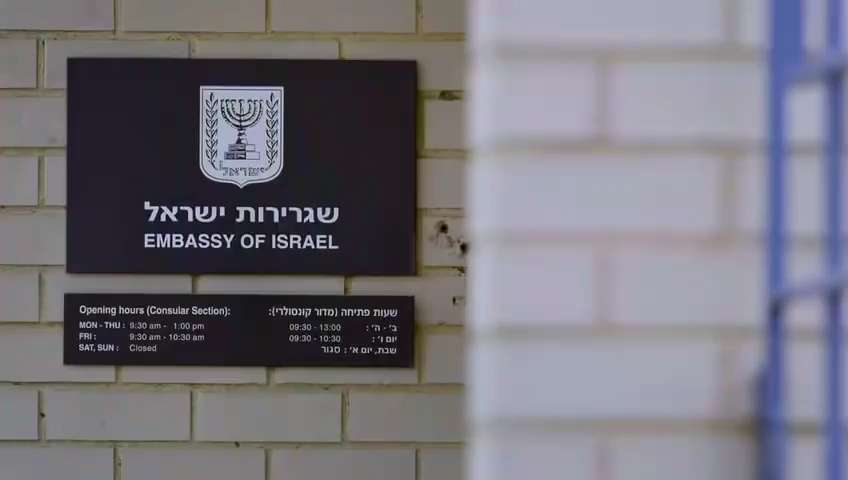 ישראל
שגרירות ישראל
EMBASSY OF ISRAEL
Opening hours (Consular Section):
MON - THU : 9:30 am - 1:00 pm
FRI : 9:30 am - 10:30 am
SAT, SUN : Closed
שעות פתיחה (מדור קונסולרי):
ב׳ - ה׳ : 09:30 - 13:00
יום ו׳ : 09:30 - 10:30
שבת, יום א׳ : סגור